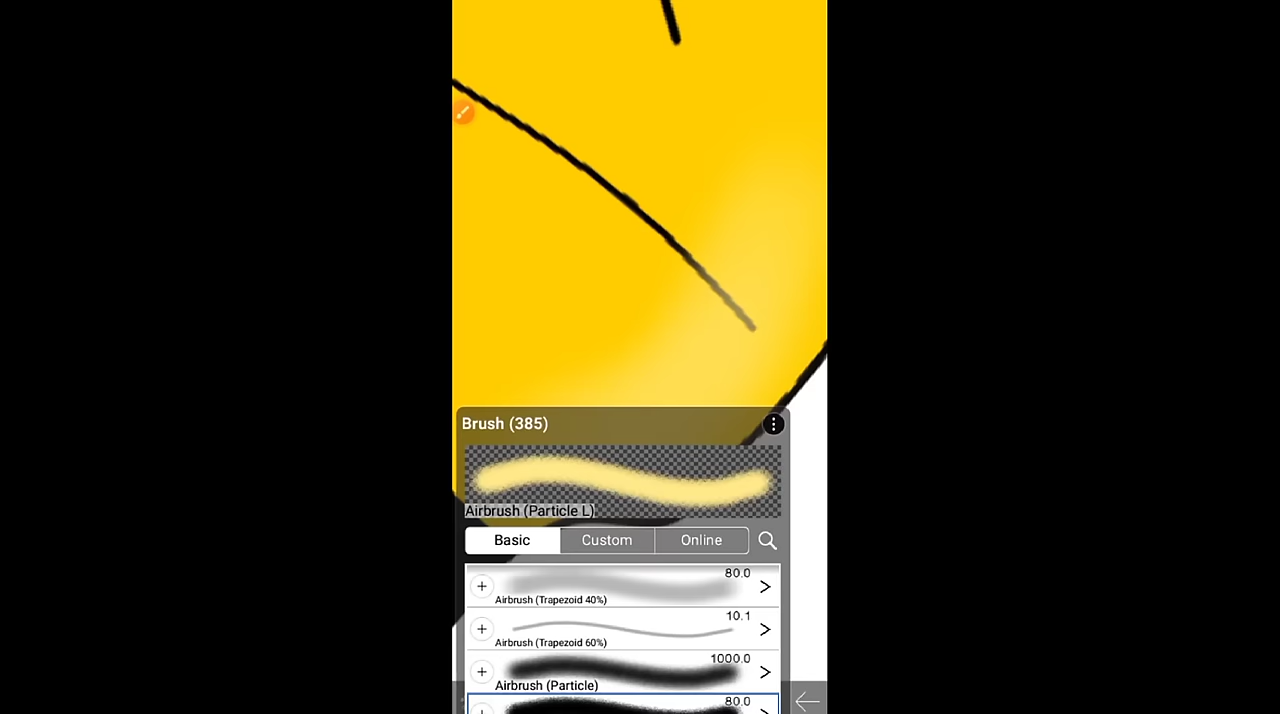 Brush (385)
Airbrush (Particle L)
Basic Custom Online
80.0
Airbrush (Trapezoid 40%)
10.1
Airbrush (Trapezoid 60%)
1000.0
Airbrush (Particle)
80.0